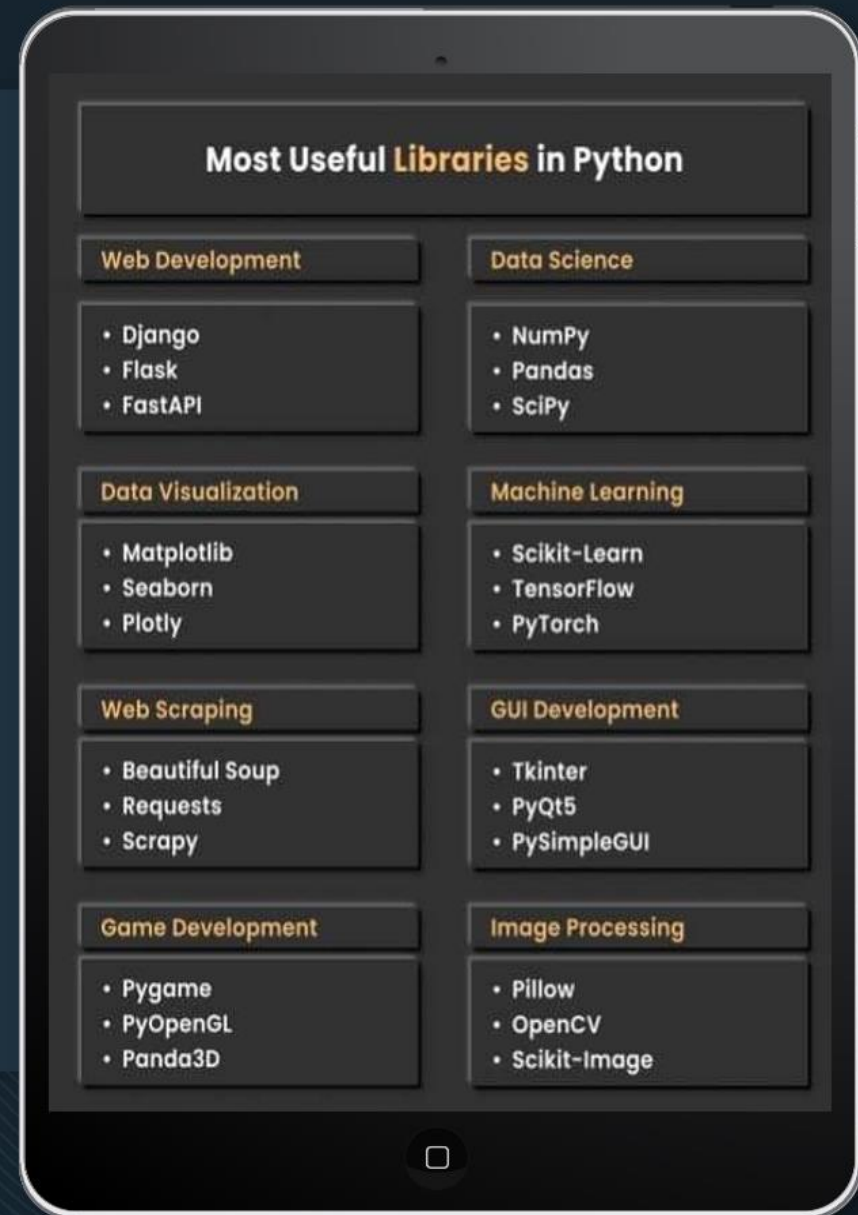 Most Useful Libraries in Python
Web Development
• Django
• Flask
• FastAPI
Data Science
• NumPy
• Pandas
• SciPy
Data Visualization
• Matplotlib
• Seaborn
• Plotly
Machine Learning
• Scikit-Learn
• TensorFlow
• PyTorch
Web Scraping
• Beautiful Soup
• Requests
• Scrapy
GUI Development
• Tkinter
• PyQt5
• PySimpleGUI
Game Development
• Pygame
• PyOpenGL
• Panda3D
Image Processing
• Pillow
• OpenCV
• Scikit-Image